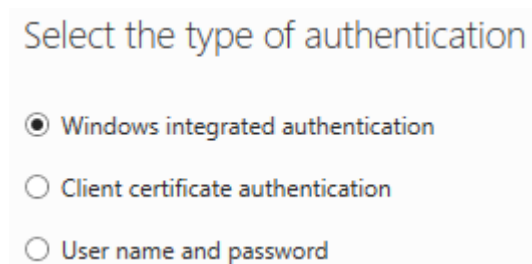 Select the type of authentication
Windows integrated authentication
Client certificate authentication
User name and password